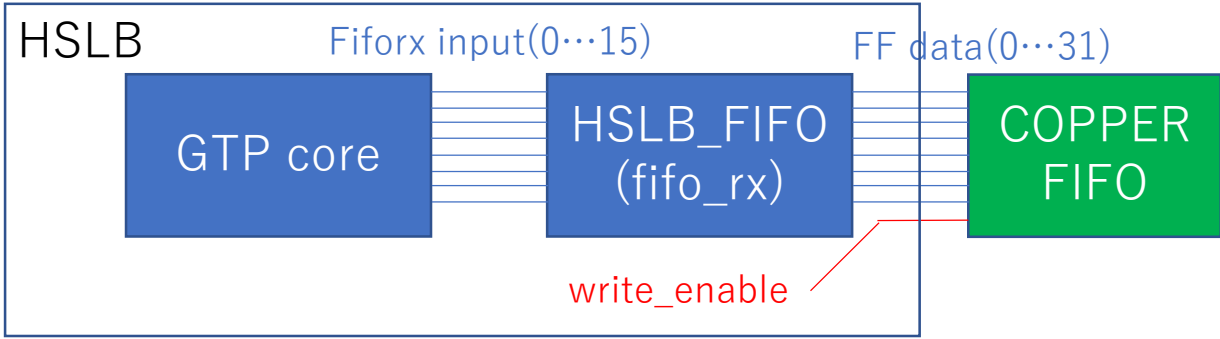 HSLB
Fiforx input(0…15)
FF data(0…31)
GTP core
HSLB_FIFO
(fifo_rx)
COPPER
FIFO
write_enable